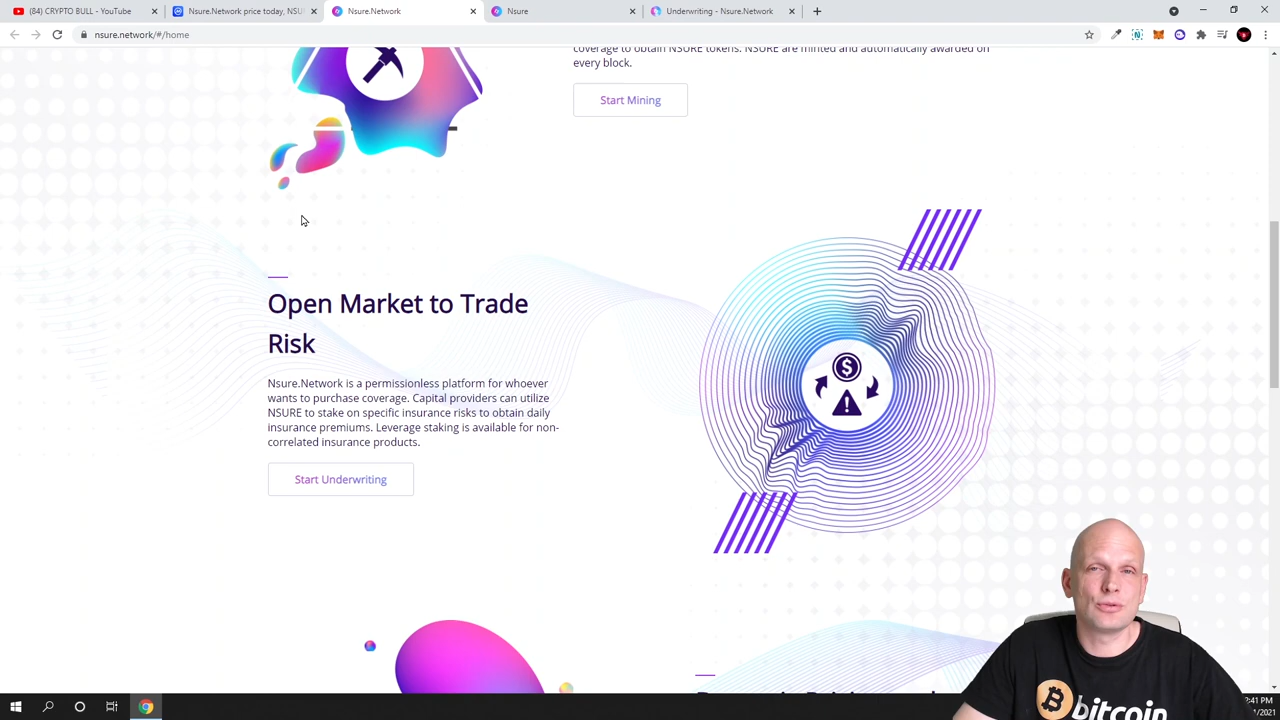 (84) CRYPTO BULL - YouTube
Nsure.Network price today, NSU
Nsure.Network
Nsure
Underwriting - Nsure.Network
nsure.network/#/home
coverage to obtain NSURE tokens. NSURE are minted and automatically awarded on
every block.
Start Mining
Open Market to Trade
Risk
Nsure.Network is a permissionless platform for whoever
wants to purchase coverage. Capital providers can utilize
NSURE to stake on specific insurance risks to obtain daily
insurance premiums. Leverage staking is available for non-
correlated insurance products.
Start Underwriting
bitcoin
:41 PM
1/2021